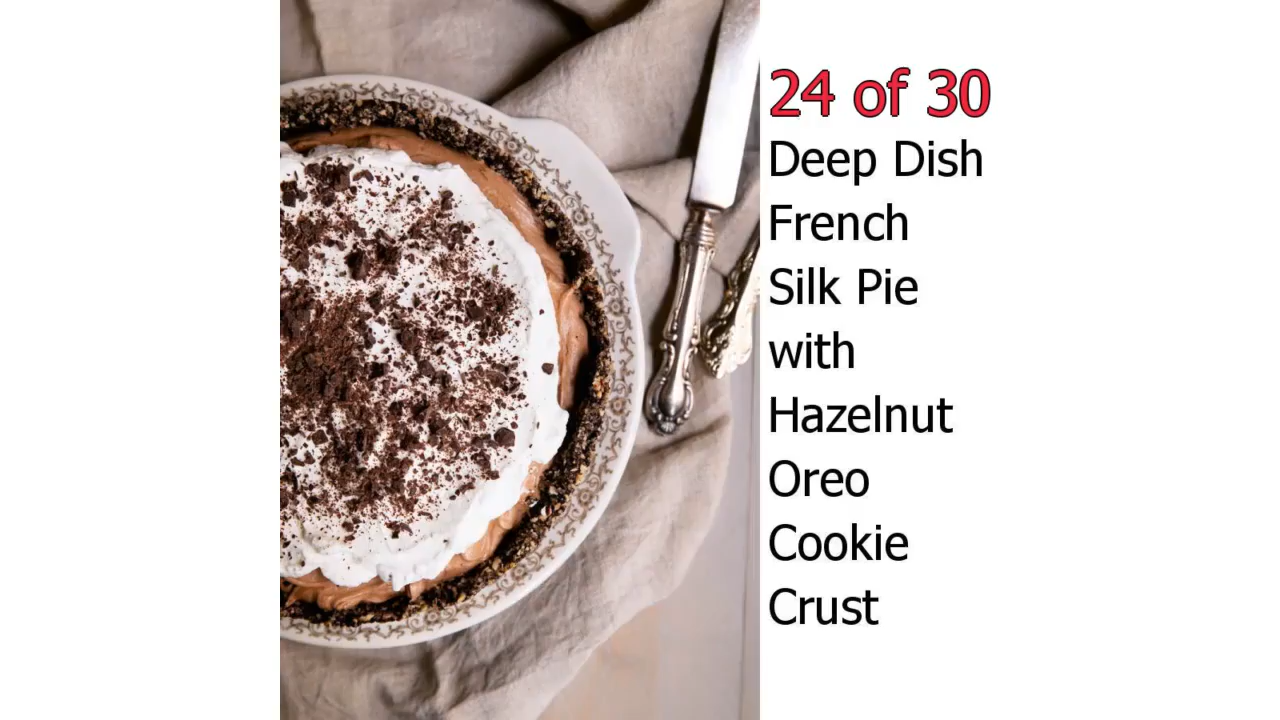 24 of 30
Deep Dish
French
Silk Pie
with
Hazelnut
Oreo
Cookie
Crust